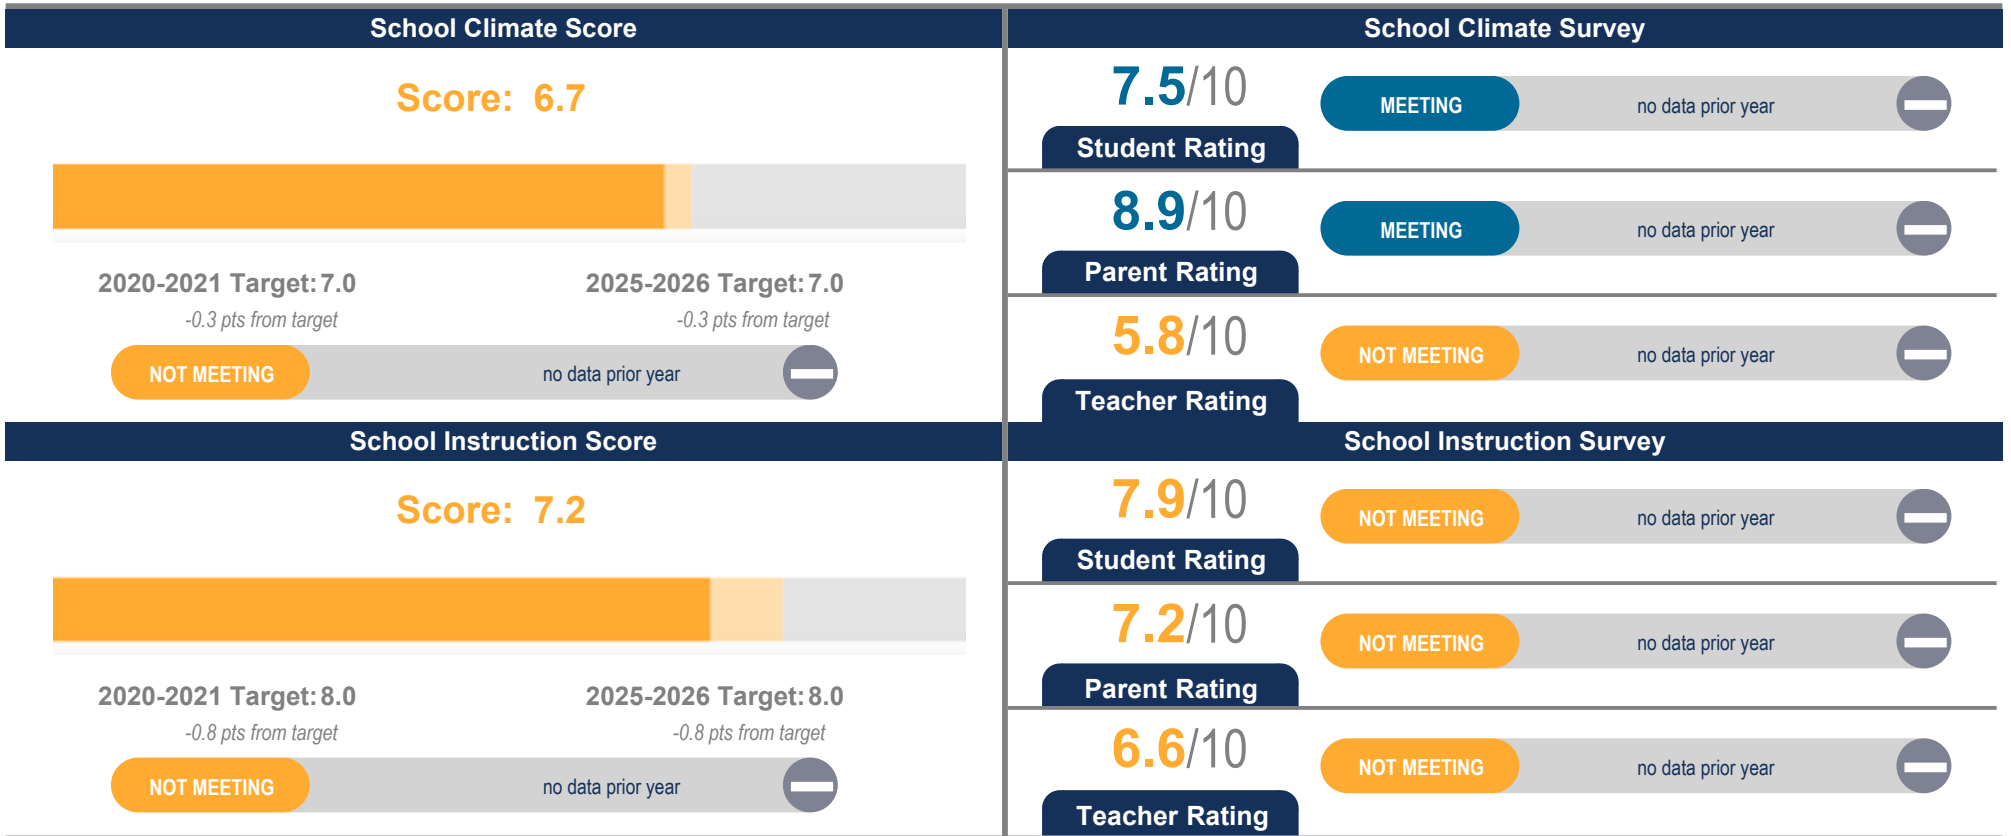 School Climate Score
Score: 6.7
2020-2021 Target: 7.0
-0.3 pts from target
2025-2026 Target: 7.0
-0.3 pts from target
NOT MEETING
no data prior year
School Climate Survey
7.5/10
Student Rating
MEETING
no data prior year
8.9/10
Parent Rating
MEETING
no data prior year
5.8/10
Teacher Rating
NOT MEETING
no data prior year
School Instruction Score
Score: 7.2
2020-2021 Target: 8.0
-0.8 pts from target
2025-2026 Target: 8.0
-0.8 pts from target
NOT MEETING
no data prior year
School Instruction Survey
7.9/10
Student Rating
NOT MEETING
no data prior year
7.2/10
Parent Rating
NOT MEETING
no data prior year
6.6/10
Teacher Rating
NOT MEETING
no data prior year